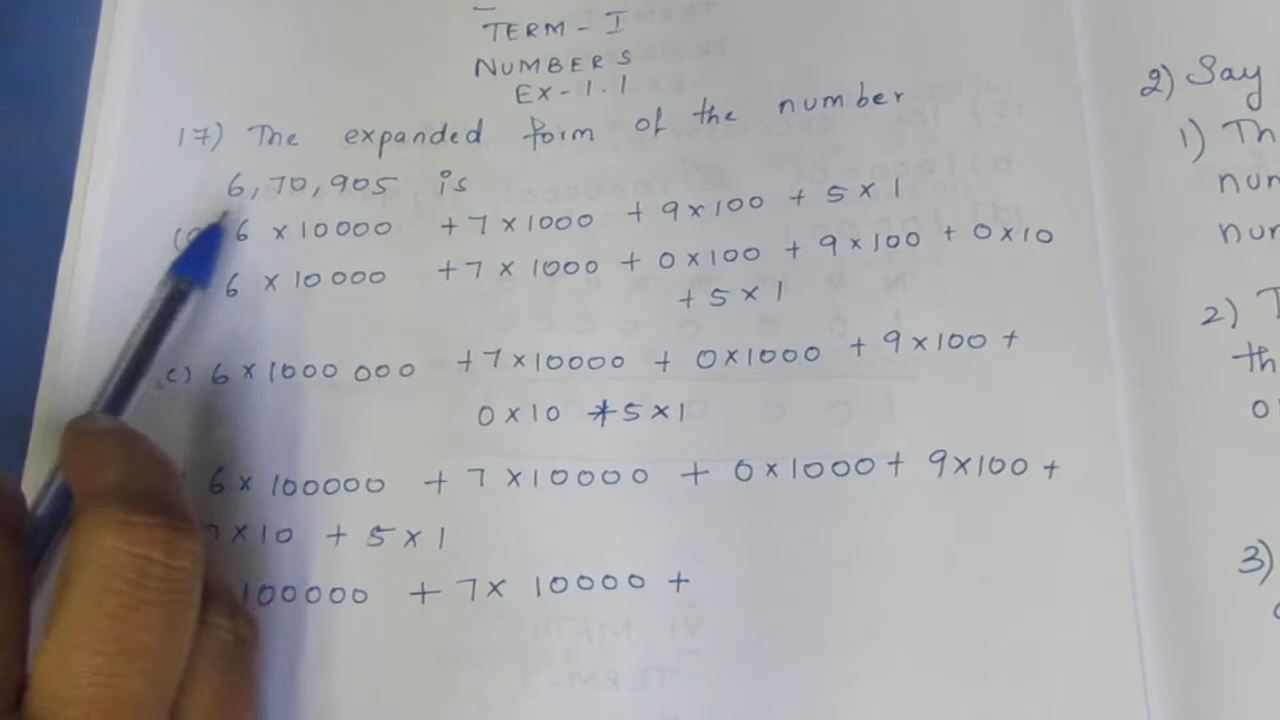 TERM - I
NUMBERS
EX - 1.1
17) The expanded form of the number
6,70,905 is
6 x 10000 + 7 x 1000 + 9 x 100 + 5 x 1
6 x 10000 + 7 x 1000 + 0 x 100 + 9 x 100 + 0 x 10
+ 5 x 1
c) 6 x 1000 000 + 7 x 10000 + 0 x 1000 + 9 x 100 +
0 x 10 + 5 x 1
6 x 100000 + 7 x 10000 + 0 x 1000 + 9 x 100 +
x 10 + 5 x 1
100000 + 7 x 10000 +
2) Say
1) Th
num
num
2) T
th
3)